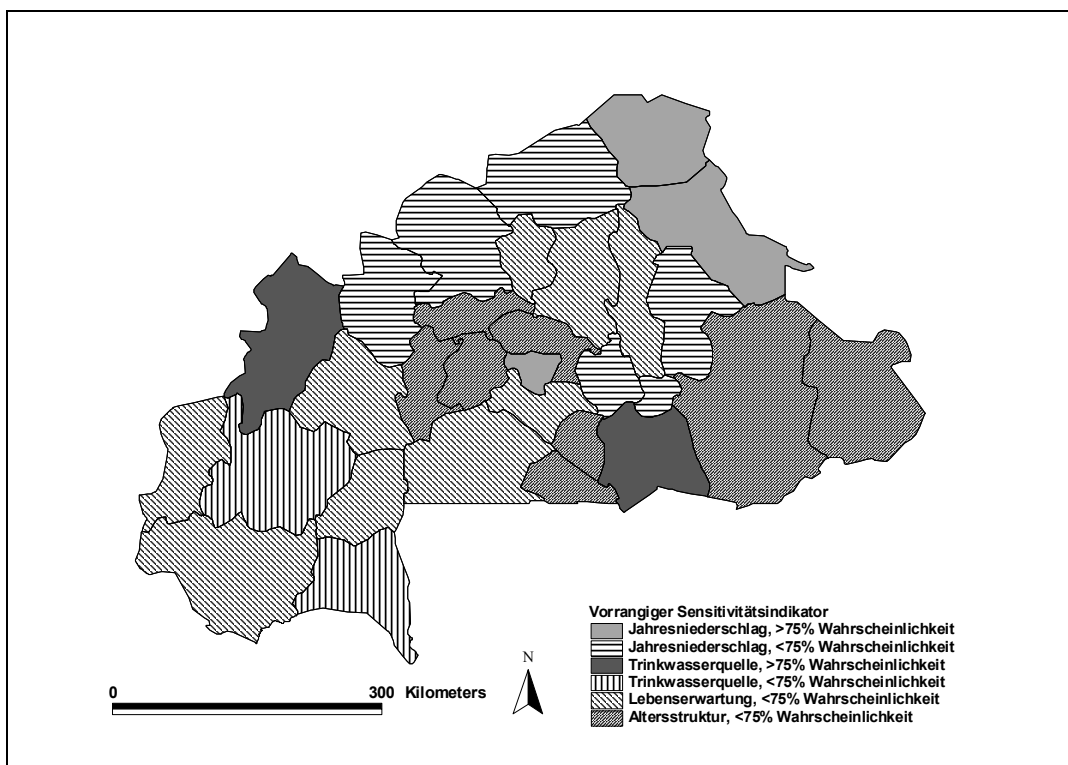 Vorrangiger Sensitivitätsindikator
Jahresniederschlag, >75% Wahrscheinlichkeit
Jahresniederschlag, <75% Wahrscheinlichkeit
Trinkwasserquelle, >75% Wahrscheinlichkeit
Trinkwasserquelle, <75% Wahrscheinlichkeit
Lebenserwartung, <75% Wahrscheinlichkeit
Altersstruktur, <75% Wahrscheinlichkeit
N
0 300 Kilometers